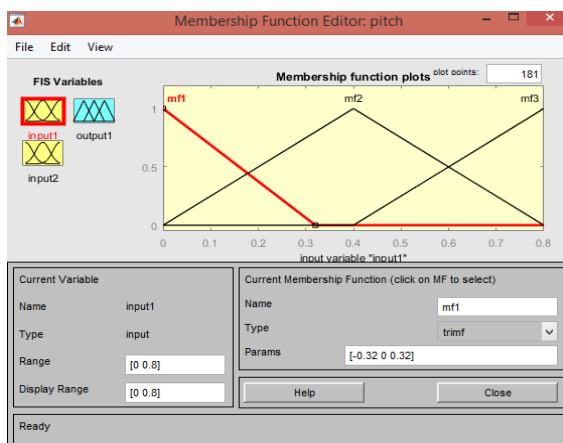 Membership Function Editor: pitch
File Edit View
FIS Variables
input1 output1
input2
Membership function plots plot points: 181
mf1 mf2 mf3
1
0.5
0
0 0.1 0.2 0.3 0.4 0.5 0.6 0.7 0.8
input variable "input1"
Current Variable
Name input1
Type input
Range [0 0.8]
Display Range [0 0.8]
Current Membership Function (click on MF to select)
Name mf1
Type trimf
Params [-0.32 0 0.32]
Help Close
Ready